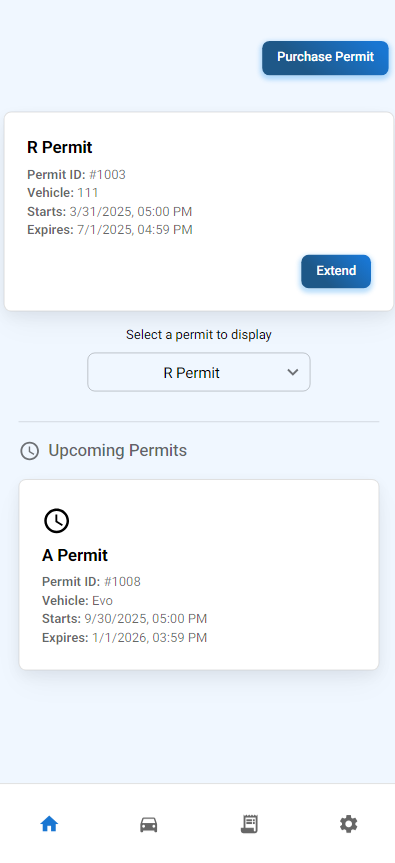 Purchase Permit
R Permit
Permit ID: #1003
Vehicle: 111
Starts: 3/31/2025, 05:00 PM
Expires: 7/1/2025, 04:59 PM
Extend
Select a permit to display
R Permit
Upcoming Permits
A Permit
Permit ID: #1008
Vehicle: Evo
Starts: 9/30/2025, 05:00 PM
Expires: 1/1/2026, 03:59 PM